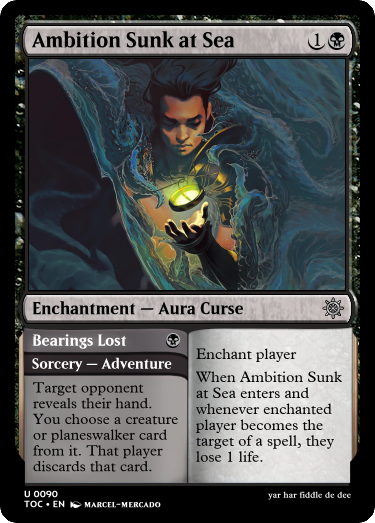 Ambition Sunk at Sea 1
Enchantment — Aura Curse
Bearings Lost
Sorcery — Adventure
Target opponent
reveals their hand.
You choose a creature
or planeswalker card
from it. That player
discards that card.
Enchant player
When Ambition Sunk
at Sea enters and
whenever enchanted
player becomes the
target of a spell, they
lose 1 life.
U 0090
TOC • EN MARCEL-MERCADO
yar har fiddle de dee